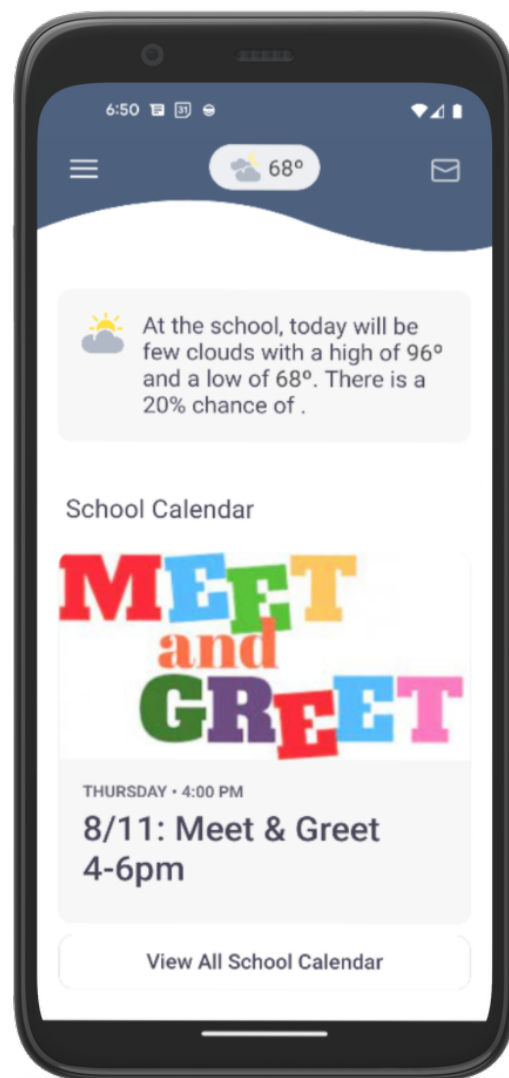 6:50
68°
At the school, today will be
few clouds with a high of 96°
and a low of 68°. There is a
20% chance of .
School Calendar
MEET
and
GREET
THURSDAY • 4:00 PM
8/11: Meet & Greet
4-6pm
View All School Calendar